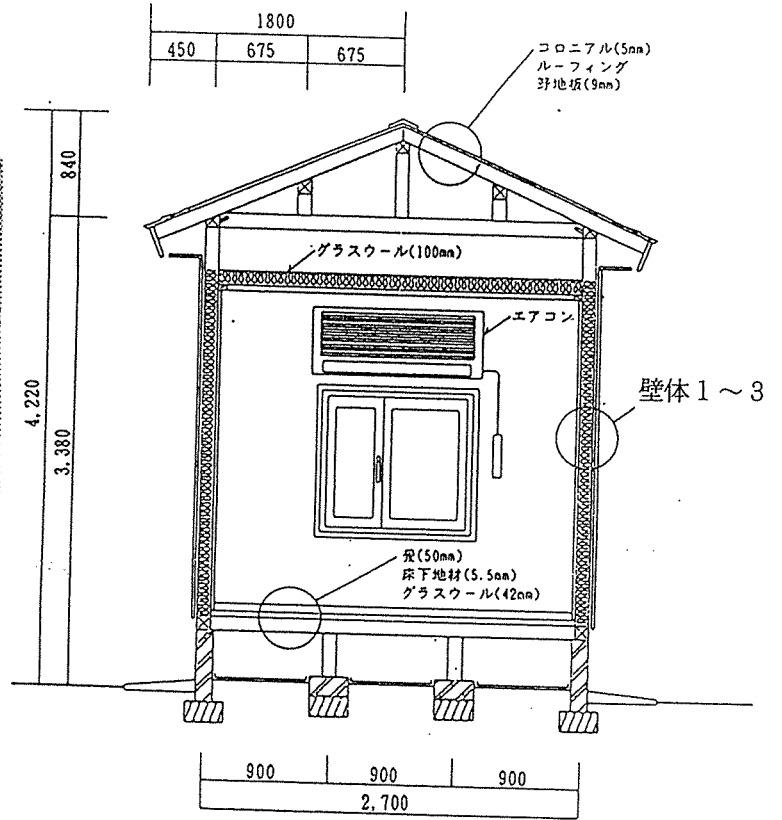 1800
450 675 675
コロニアル(5mm)
ルーフィング
野地板(9mm)
840
グラスウール(100mm)
エアコン
壁体1～3
4,220
3,380
畳(50mm)
床下地材(5.5mm)
グラスウール(42mm)
900 900 900
2,700